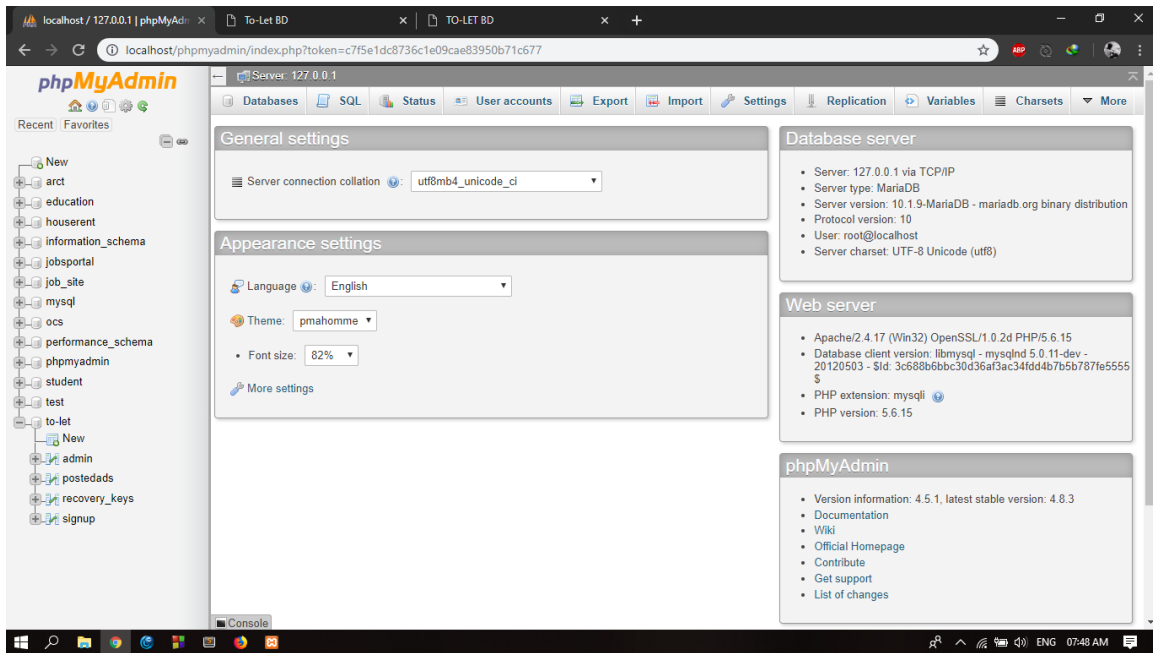 localhost / 127.0.0.1 | phpMyAdn
To-Let BD
TO-LET BD
localhost/phpmyadmin/index.php?token=c7f5e1dc8736c1e09cae83950b71c677
ABP
phpMyAdmin
Recent Favorites
New
arct
education
houserent
information_schema
jobsportal
job_site
mysql
ocs
performance_schema
phpmyadmin
student
test
to-let
New
admin
postedads
recovery_keys
signup
Server: 127.0.0.1
Databases SQL Status User accounts Export Import Settings Replication Variables Charsets More
General settings
Server connection collation : utf8mb4_unicode_ci
Appearance settings
Language : English
Theme: pmahomme
Font size: 82%
More settings
Database server
Server: 127.0.0.1 via TCP/IP
Server type: MariaDB
Server version: 10.1.9-MariaDB - mariadb.org binary distribution
Protocol version: 10
User: root@localhost
Server charset: UTF-8 Unicode (utf8)
Web server
Apache/2.4.17 (Win32) OpenSSL/1.0.2d PHP/5.6.15
Database client version: libmysql - mysqlnd 5.0.11-dev -
20120503 - $Id: 3c688b6bbc30d36af3ac34fdd4b7b5b787fe5555
$
PHP extension: mysqli
PHP version: 5.6.15
phpMyAdmin
Version information: 4.5.1, latest stable version: 4.8.3
Documentation
Wiki
Official Homepage
Contribute
Get support
List of changes
Console
ENG 07:48 AM